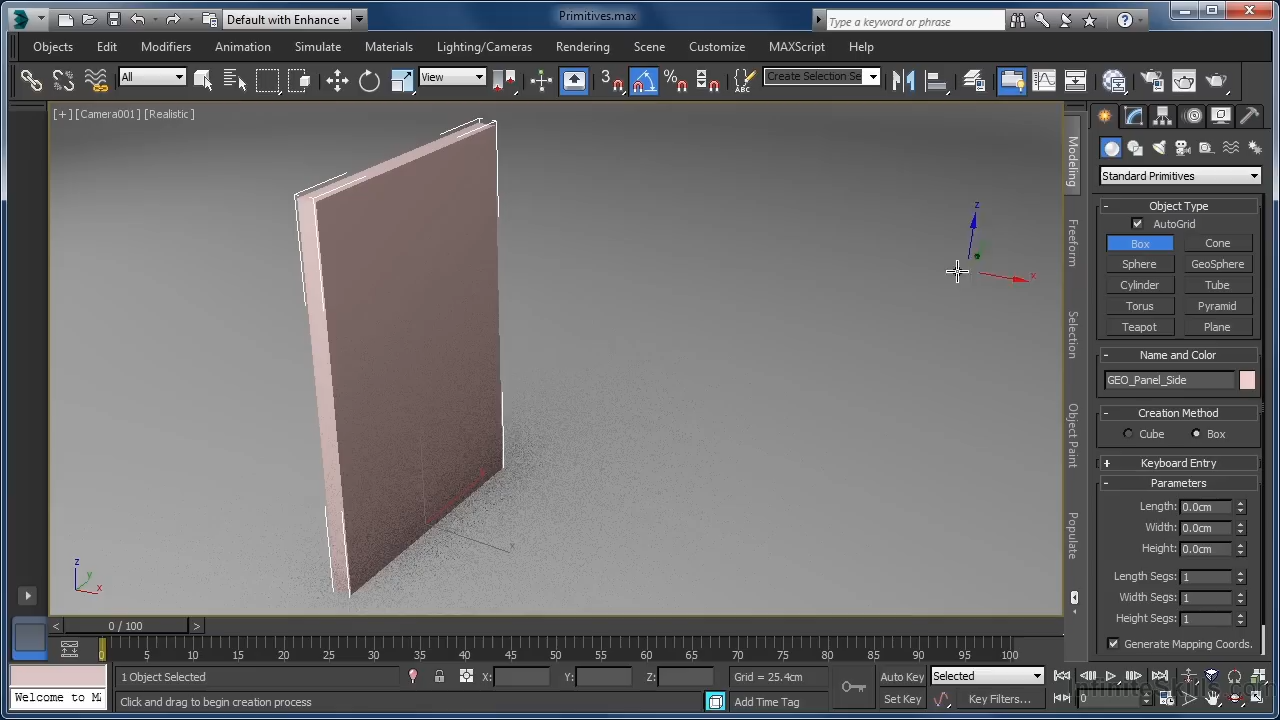 Default with Enhance
Primitives.max
Type a keyword or phrase
Objects Edit Modifiers Animation Simulate Materials Lighting/Cameras Rendering Scene Customize MAXScript Help
All View 3 % ABC Create Selection Se
[+] [Camera001] [Realistic]
Modeling
Freeform
Selection
Object Paint
Populate
z
x
x
z
y
x
Standard Primitives
- Object Type
AutoGrid
Box Cone
Sphere GeoSphere
Cylinder Tube
Torus Pyramid
Teapot Plane
- Name and Color
GEO_Panel_Side
- Creation Method
Cube Box
+ Keyboard Entry
- Parameters
Length: 0.0cm
Width: 0.0cm
Height: 0.0cm
Length Segs: 1
Width Segs: 1
Height Segs: 1
Generate Mapping Coords.
< 0 / 100 >
0 5 10 15 20 25 30 35 40 45 50 55 60 65 70 75 80 85 90 95 100
1 Object Selected X: Y: Z: Grid = 25.4cm Auto Key Selected
Welcome to M Click and drag to begin creation process Add Time Tag Set Key Key Filters... 0